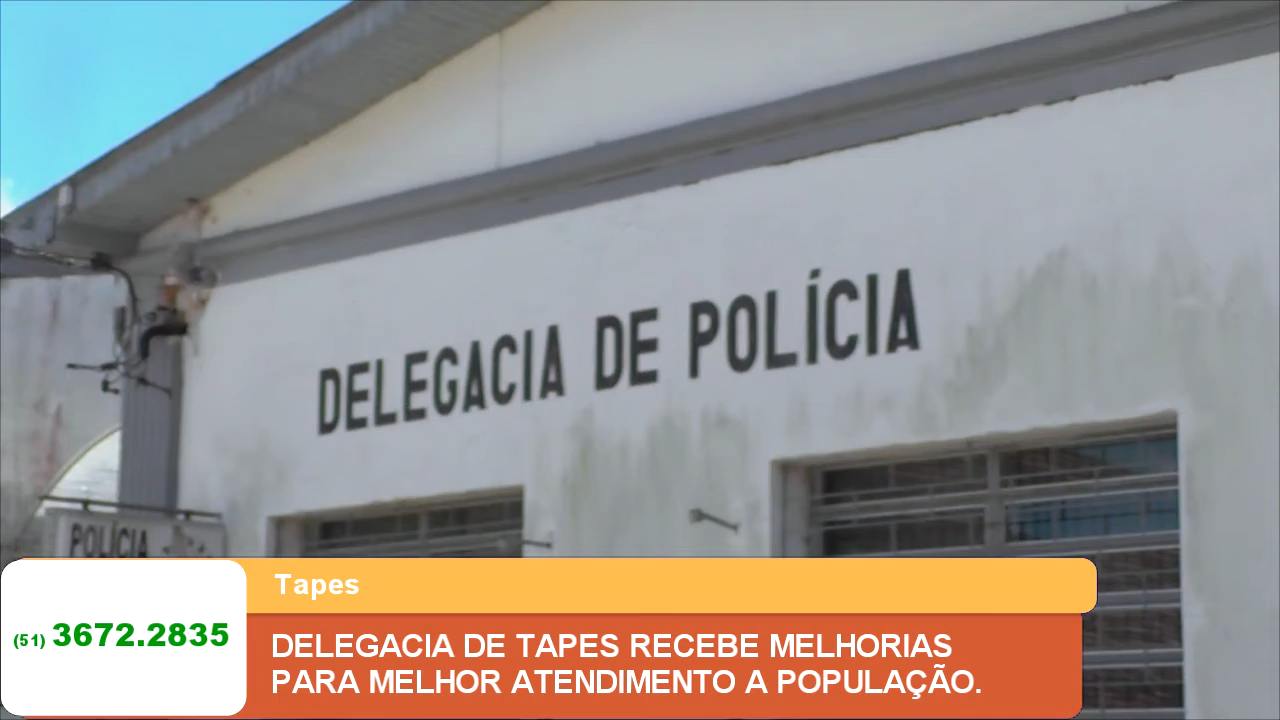 DELEGACIA DE POLÍCIA
POLÍCIA
Tapes
(51) 3672.2835
DELEGACIA DE TAPES RECEBE MELHORIAS
PARA MELHOR ATENDIMENTO A POPULAÇÃO.